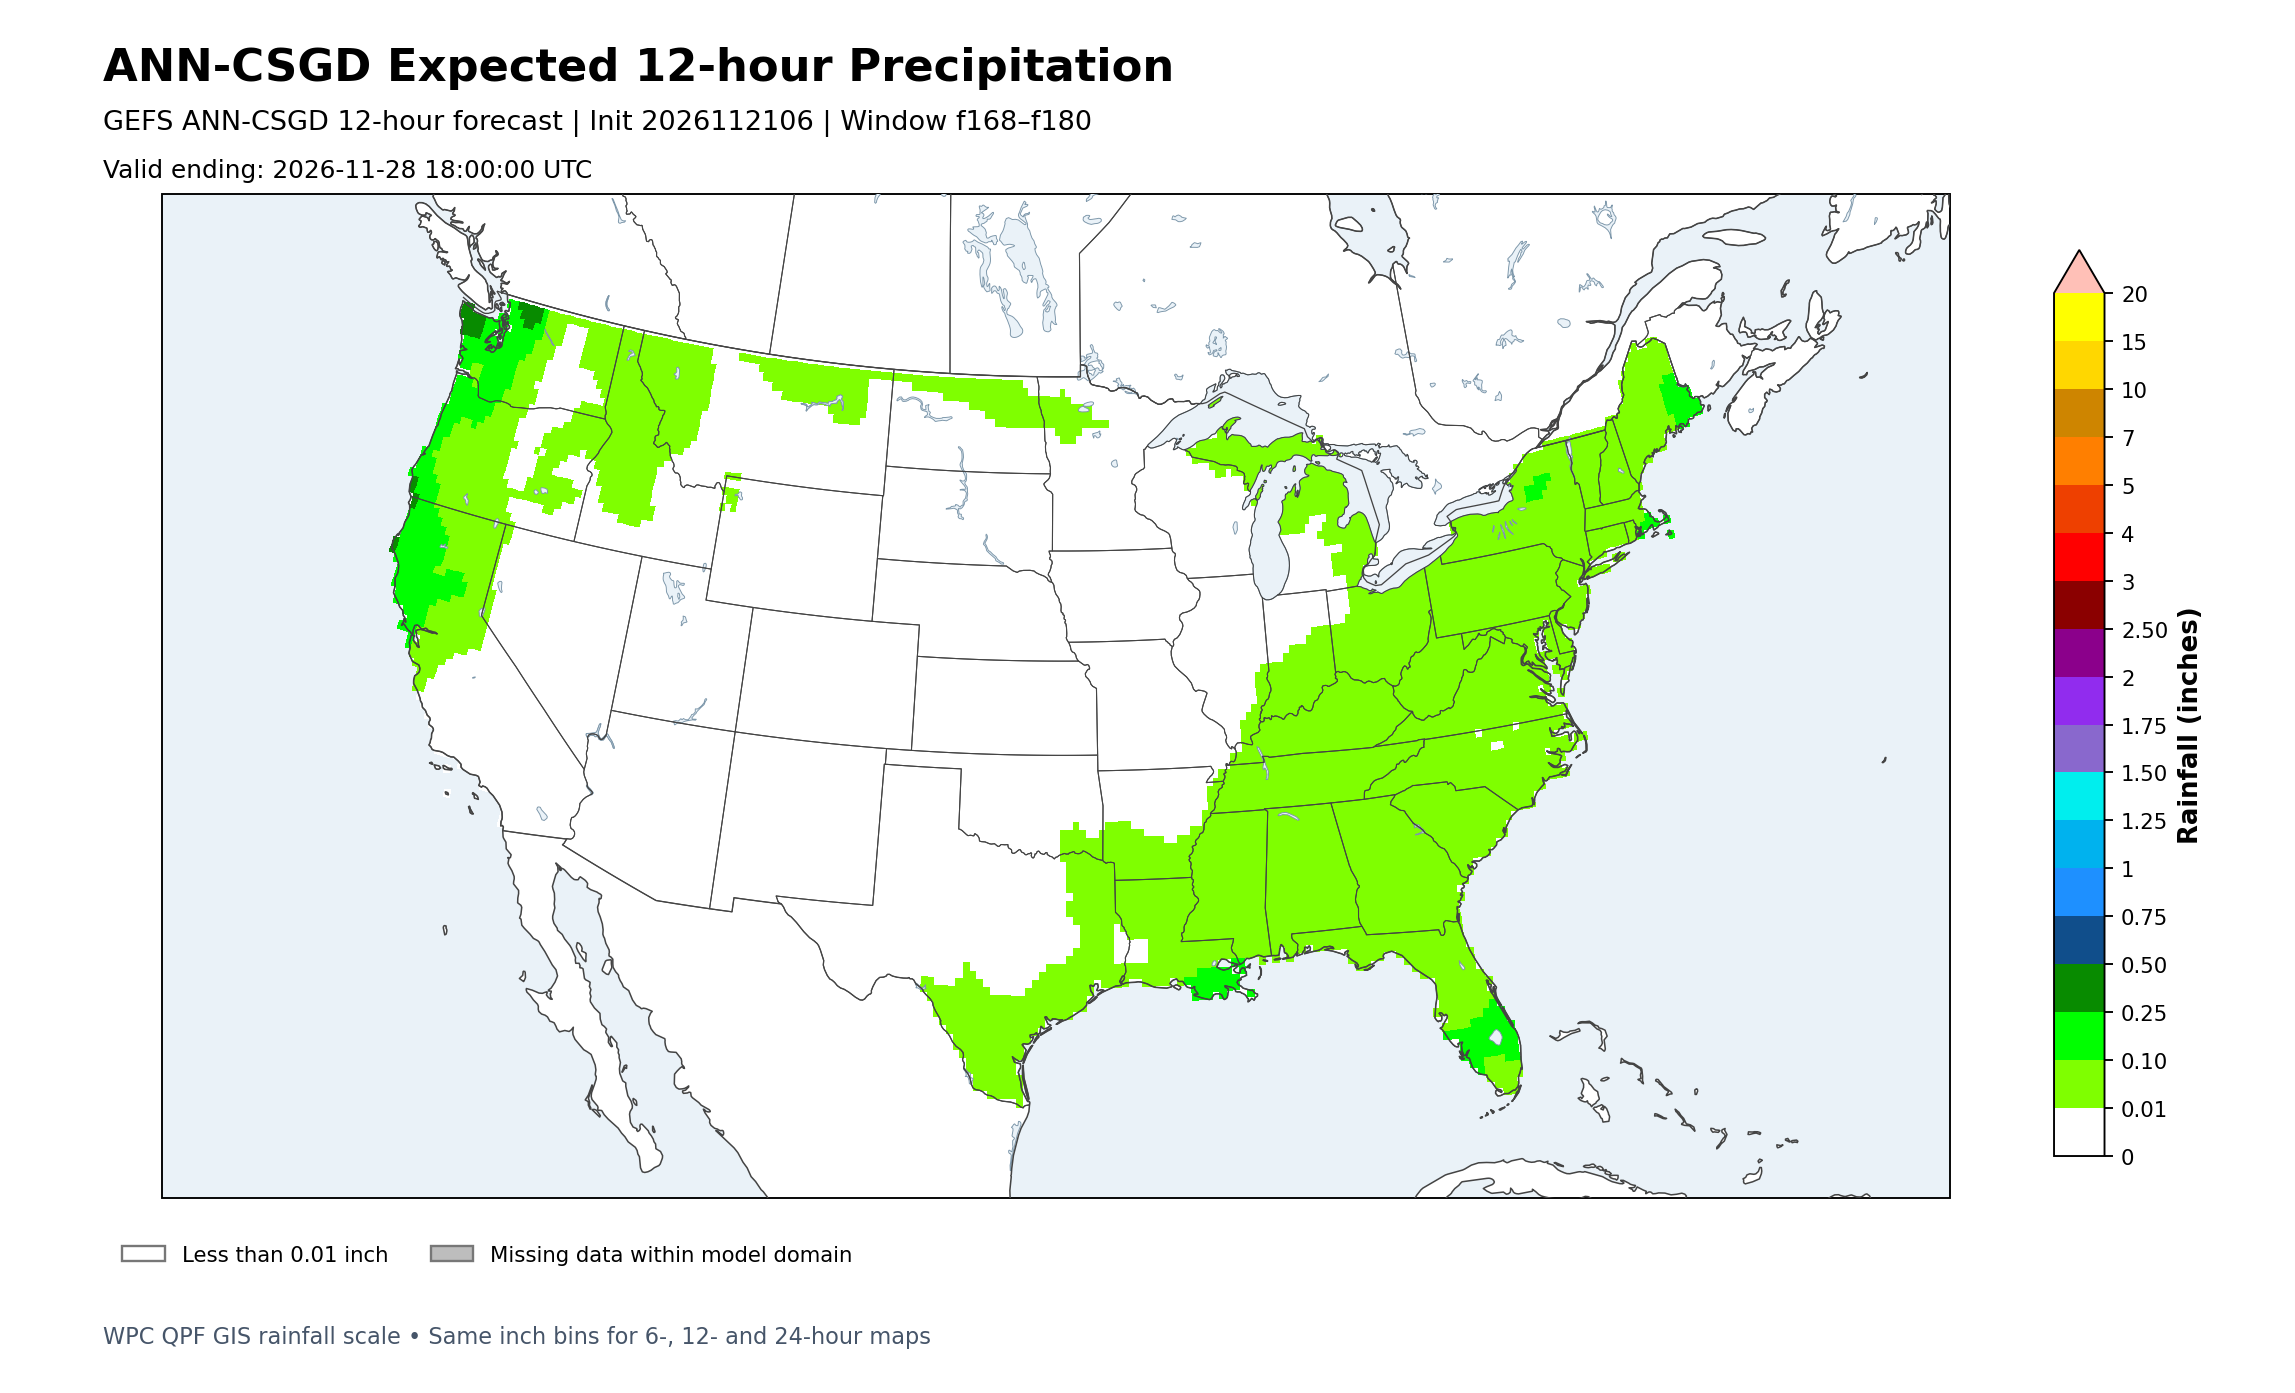 ANN-CSGD Expected 12-hour Precipitation
GEFS ANN-CSGD 12-hour forecast | Init 2026112106 | Window f168–f180
Valid ending: 2026-11-28 18:00:00 UTC
20
15
10
7
5
4
3
2.50
2
1.75
1.50
1.25
1
0.75
0.50
0.25
0.10
0.01
0
Rainfall (inches)
Less than 0.01 inch
Missing data within model domain
WPC QPF GIS rainfall scale • Same inch bins for 6-, 12- and 24-hour maps